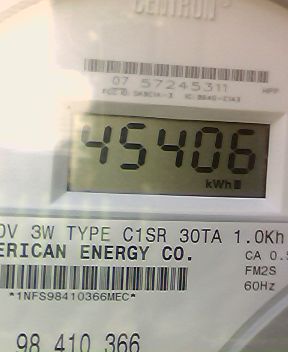 CENTRON®
07 57245311
45406
kWh
0V 3W TYPE C1SR 30TA 1.0Kh
ERICAN ENERGY CO.
CA 0.5
FM2S
*1NFS98410366MEC*
60Hz
98 410 366